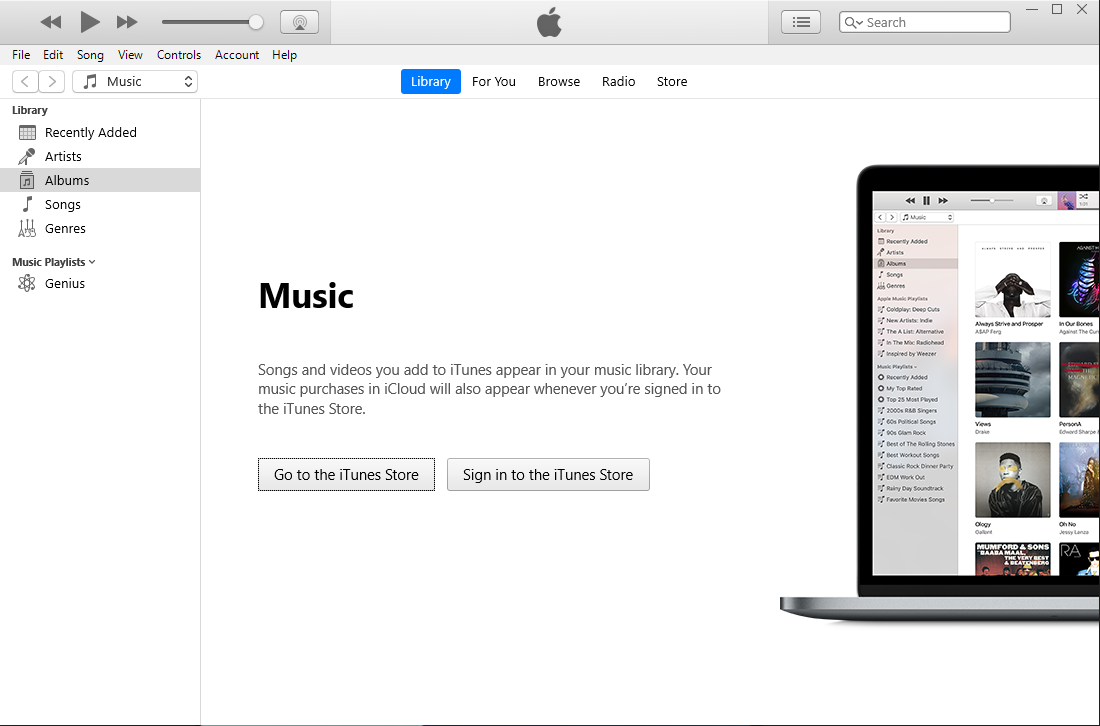 Search
File Edit Song View Controls Account Help
Music
Library For You Browse Radio Store
Library
Recently Added
Artists
Albums
Songs
Genres
Music Playlists
Genius
Music
Songs and videos you add to iTunes appear in your music library. Your
music purchases in iCloud will also appear whenever you’re signed in to
the iTunes Store.
Go to the iTunes Store Sign in to the iTunes Store
Music
Library
Recently Added
Artists
Albums
Songs
Genres
Apple Music Playlists
Coldplay: Deep Cuts
New Artists: Indie
The A List: Alternative
In The Mix: Radiohead
Inspired by Weezer
Music Playlists
Recently Added
My Top Rated
Top 25 Most Played
2000s R&B Singers
60s Political Songs
90s Glam Rock
Best of The Rolling Stones
Best Workout Songs
Classic Rock Dinner Party
EDM Work Out
Rainy Day Soundtrack
Favorite Movies Songs
ALWAYS STRIVE AND PROSPER
Always Strive and Prosper In Our Bones
A$AP Ferg Against The Cur
Views PersonA
Drake Edward Sharpe
Ology Oh No
Gallant Jessy Lanza
MUMFORD & SONS
BAABA MAAL,
THE VERY BEST
& BEATENBERG
RA